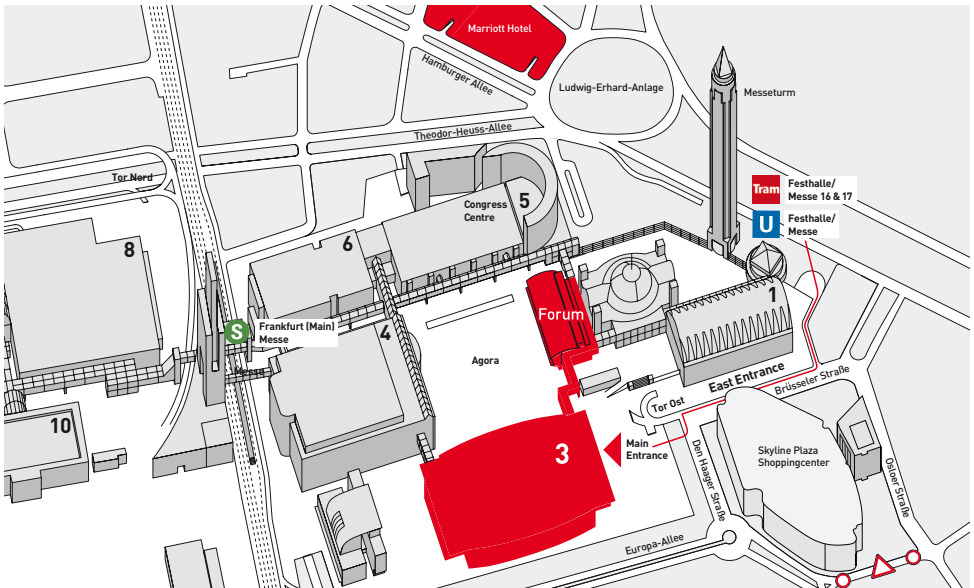 Marriott Hotel
Hamburger Allee
Ludwig-Erhard-Anlage
Messeturm
Theodor-Heuss-Allee
Tor Nord
Tram
Festhalle/
Messe 16 & 17
U
Festhalle/
Messe
Congress
Centre
5
6
8
1
S
Frankfurt (Main)
Messe
Messe
4
Forum
Agora
East Entrance
Brüsseler Straße
Tor Ost
10
3
Main
Entrance
Den Haager Straße
Skyline Plaza
Shoppingcenter
Osloer Straße
Europa-Allee